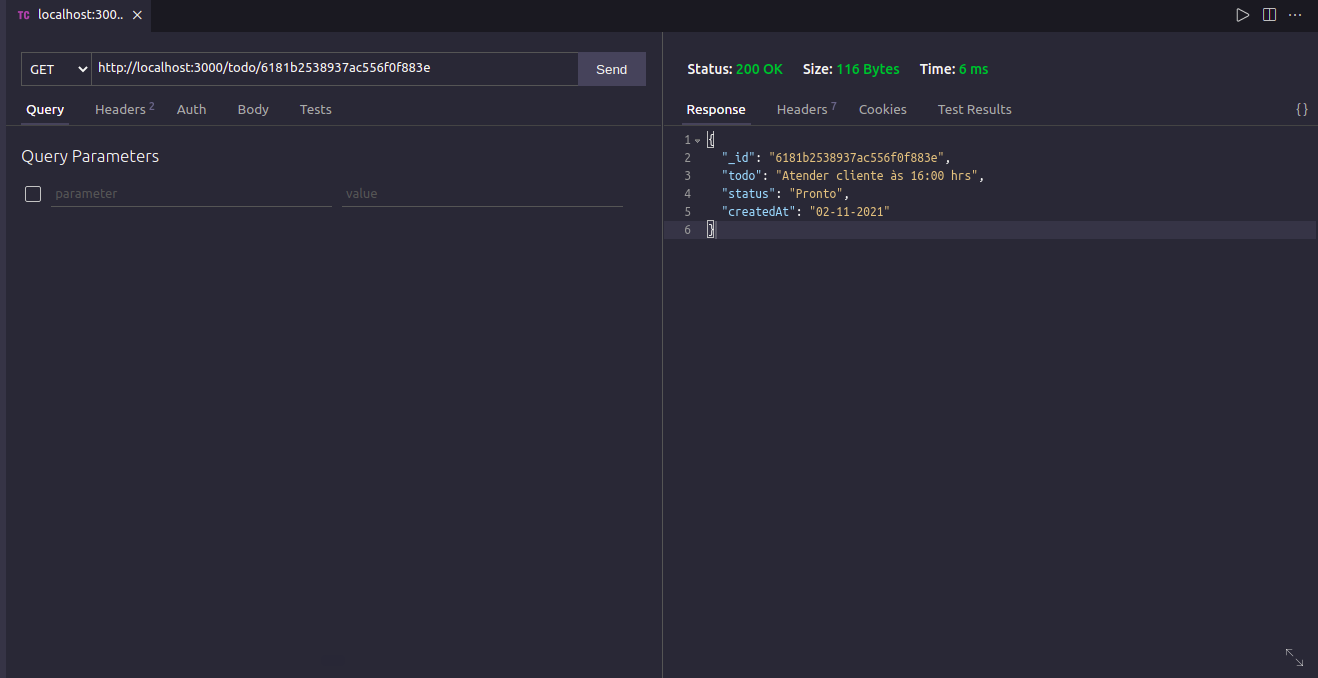 TC localhost:300..
GET http://localhost:3000/todo/6181b2538937ac556f0f883e Send
Query Headers 2 Auth Body Tests
Query Parameters
parameter value
Status: 200 OK Size: 116 Bytes Time: 6 ms
Response Headers 7 Cookies Test Results {}
1 {
2 "_id": "6181b2538937ac556f0f883e",
3 "todo": "Atender cliente às 16:00 hrs",
4 "status": "Pronto",
5 "createdAt": "02-11-2021"
6 }